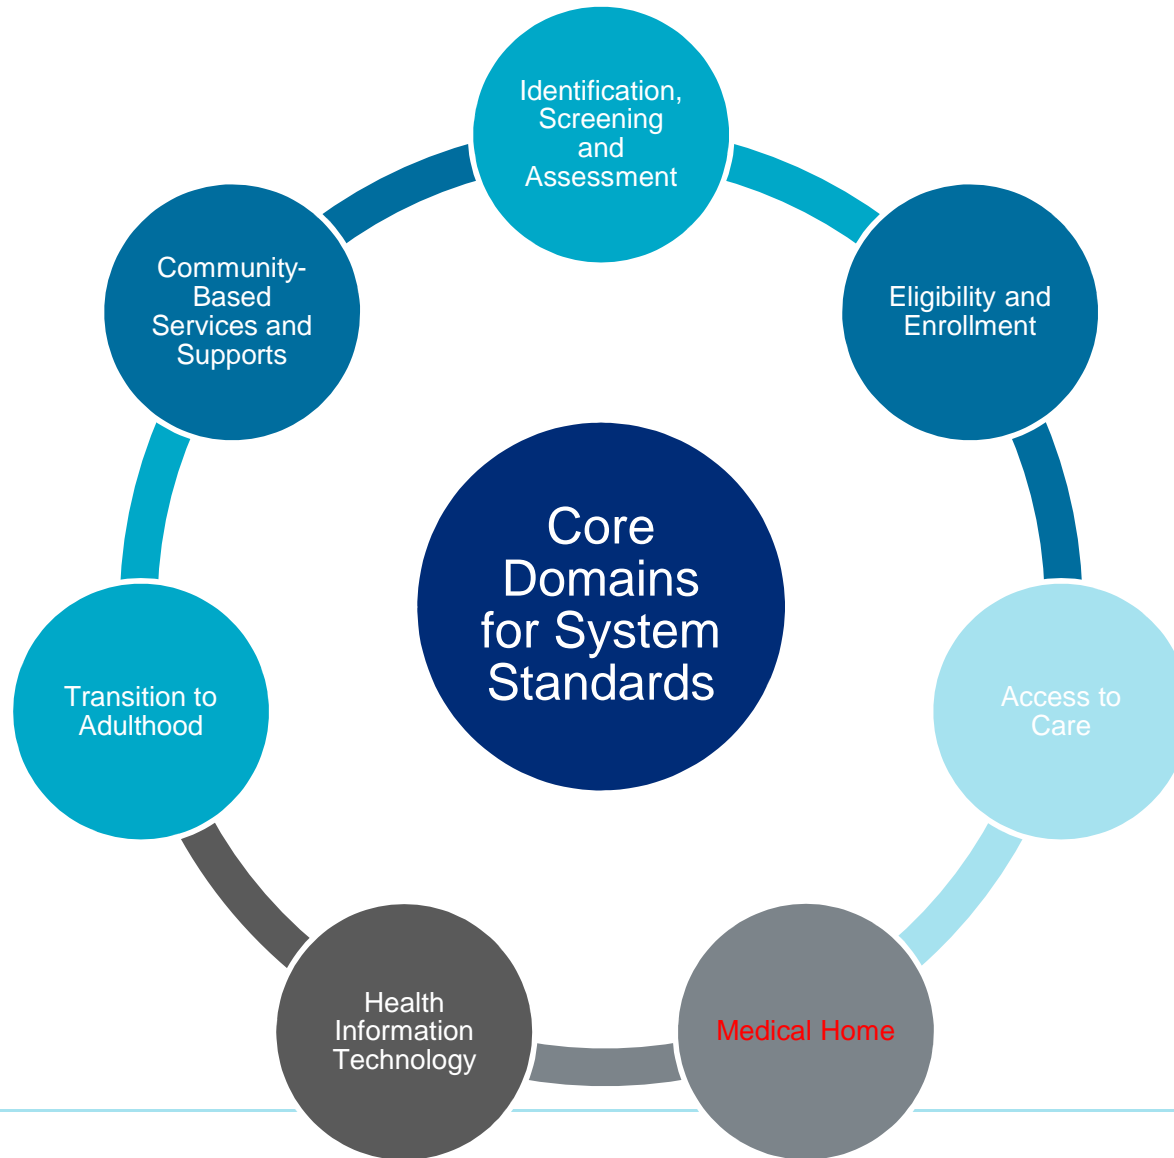 Identification,
Screening
and
Assessment
Eligibility and
Enrollment
Access to
Care
Medical Home
Health
Information
Technology
Transition to
Adulthood
Community-
Based
Services and
Supports
Core
Domains
for System
Standards